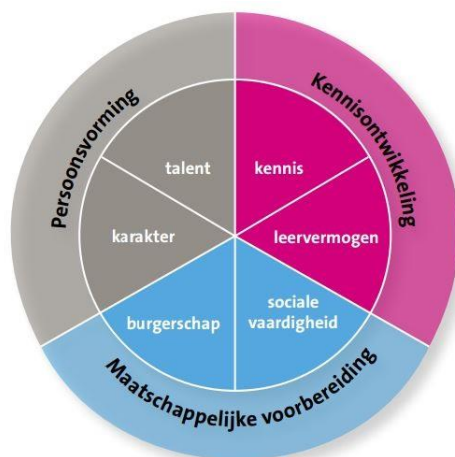 Persoonsvorming
Kennisontwikkeling
talent
kennis
karakter
leervermogen
burgerschap
sociale
vaardigheid
Maatschappelijke voorbereiding